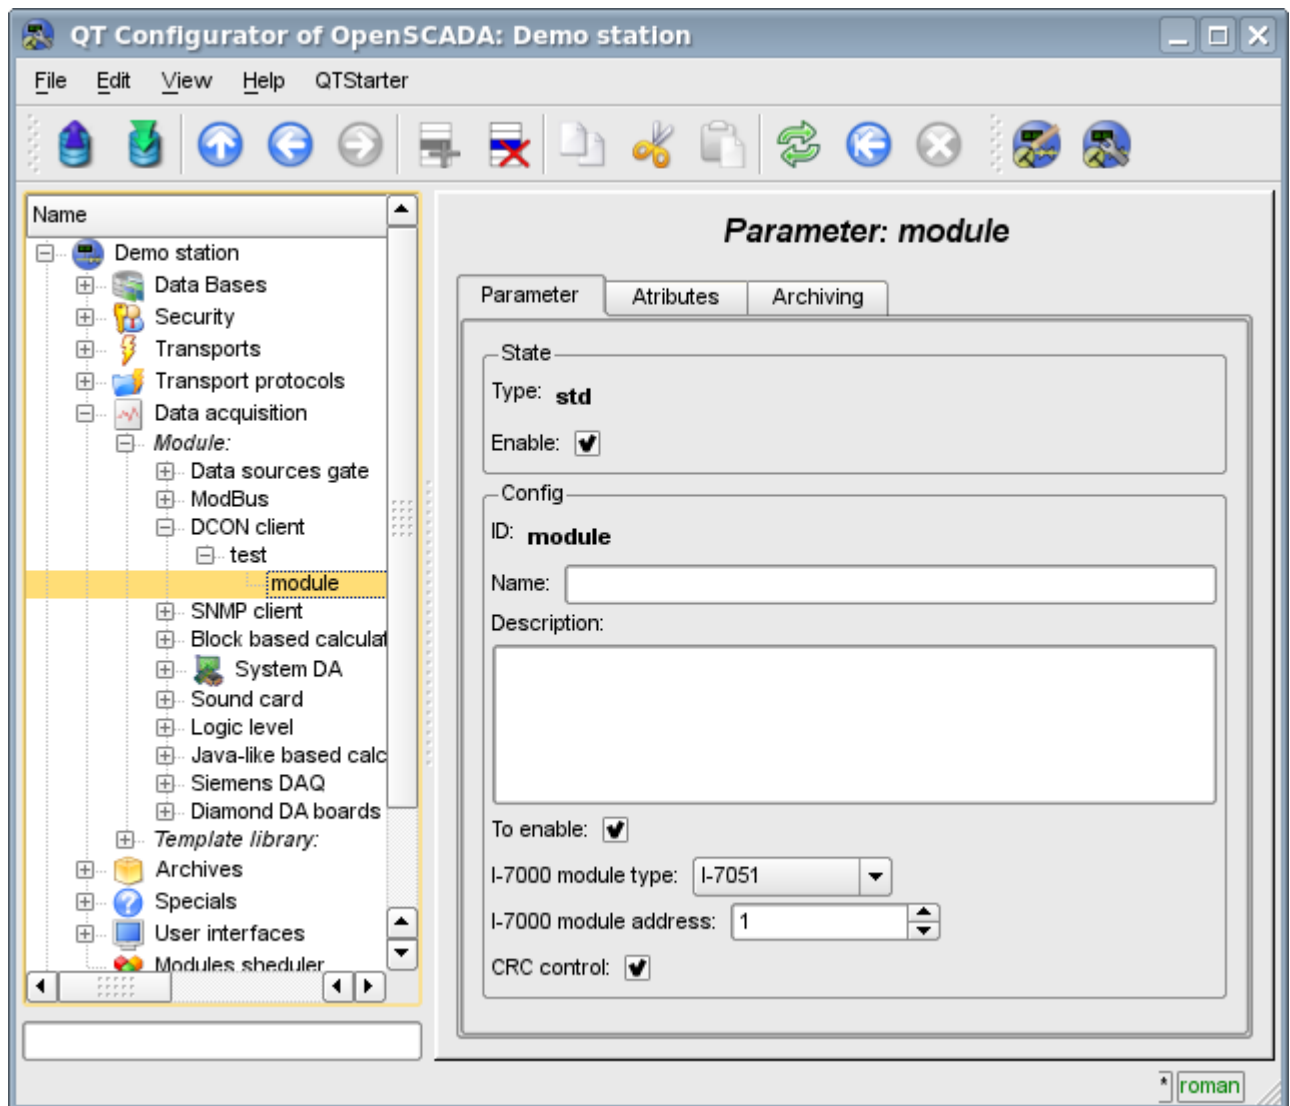 QT Configurator of OpenSCADA: Demo station
File Edit View Help QTStarter
Name
Demo station
Data Bases
Security
Transports
Transport protocols
Data acquisition
Module:
Data sources gate
ModBus
DCON client
test
module
SNMP client
Block based calculat
System DA
Sound card
Logic level
Java-like based calc
Siemens DAQ
Diamond DA boards
Template library:
Archives
Specials
User interfaces
Modules sheduler
Parameter: module
Parameter Atributes Archiving
State
Type: std
Enable:
Config
ID: module
Name:
Description:
To enable:
I-7000 module type: I-7051
I-7000 module address: 1
CRC control:
* roman